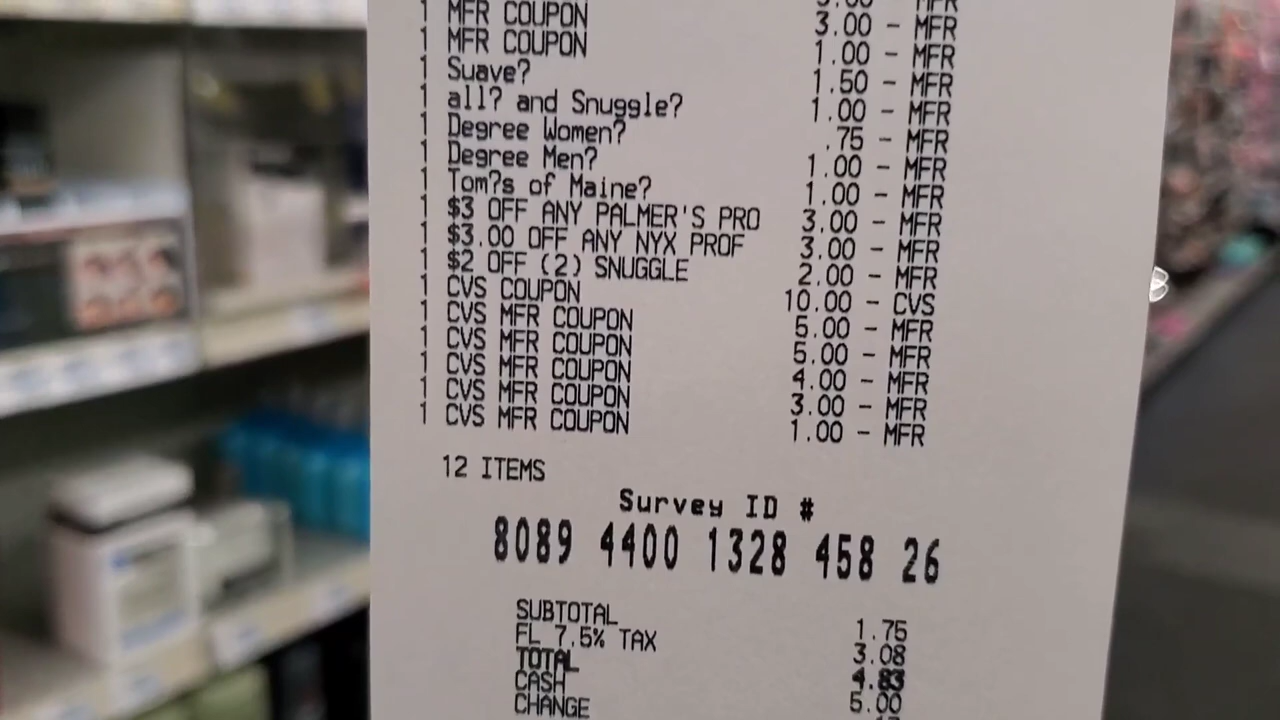 1 MFR COUPON 3.00 - MFR
1 MFR COUPON 1.00 - MFR
1 Suave? 1.50 - MFR
1 all? and Snuggle? 1.00 - MFR
1 Degree Women? .75 - MFR
1 Degree Men? 1.00 - MFR
1 Tom?s of Maine? 1.00 - MFR
1 $3 OFF ANY PALMER'S PRO 3.00 - MFR
1 $3.00 OFF ANY NYX PROF 3.00 - MFR
1 $2 OFF (2) SNUGGLE 2.00 - MFR
1 CVS COUPON 10.00 - CVS
1 CVS MFR COUPON 5.00 - MFR
1 CVS MFR COUPON 5.00 - MFR
1 CVS MFR COUPON 4.00 - MFR
1 CVS MFR COUPON 3.00 - MFR
1 CVS MFR COUPON 1.00 - MFR
12 ITEMS
Survey ID #
8089 4400 1328 458 26
SUBTOTAL 1.75
FL 7.5% TAX 3.08
TOTAL 4.83
CASH 5.00
CHANGE